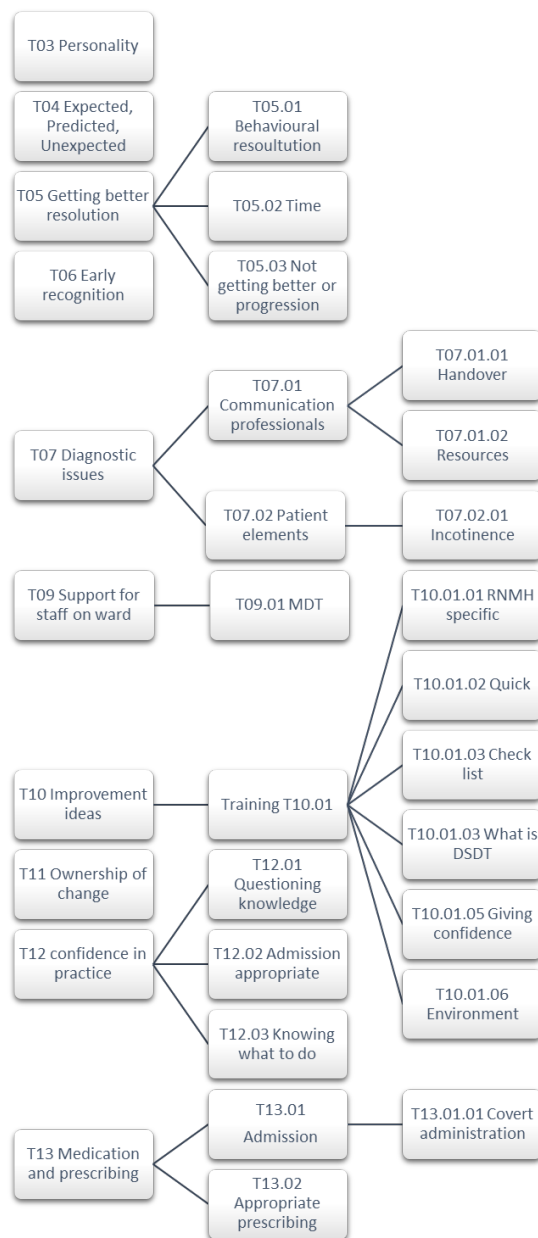 T03 Personality
T04 Expected,
Predicted,
Unexpected
T05 Getting better
resolution
T05.01
Behavioural
resoultution
T05.02 Time
T05.03 Not
getting better or
progression
T06 Early
recognition
T07 Diagnostic
issues
T07.01
Communication
professionals
T07.01.01
Handover
T07.01.02
Resources
T07.02 Patient
elements
T07.02.01
Incotinence
T09 Support for
staff on ward
T09.01 MDT
T10 Improvement
ideas
Training T10.01
T10.01.01 RNMH
specific
T10.01.02 Quick
T10.01.03 Check
list
T10.01.03 What is
DSDT
T10.01.05 Giving
confidence
T10.01.06
Environment
T11 Ownership of
change
T12 confidence in
practice
T12.01
Questioning
knowledge
T12.02 Admission
appropriate
T12.03 Knowing
what to do
T13 Medication
and prescribing
T13.01
Admission
T13.01.01 Covert
administration
T13.02
Appropriate
prescribing